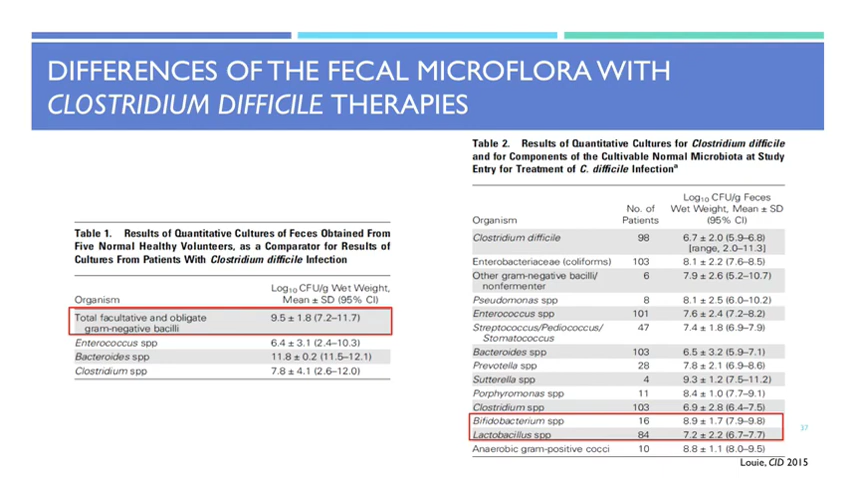 DIFFERENCES OF THE FECAL MICROFLORA WITH
CLOSTRIDIUM DIFFICILE THERAPIES
Table 1. Results of Quantitative Cultures of Feces Obtained From
Five Normal Healthy Volunteers, as a Comparator for Results of
Cultures From Patients With Clostridium difficile Infection
Log10 CFU/g Wet Weight,
Organism Mean ± SD (95% CI)
Total facultative and obligate 9.5 ± 1.8 (7.2–11.7)
gram-negative bacilli
Enterococcus spp 6.4 ± 3.1 (2.4–10.3)
Bacteroides spp 11.8 ± 0.2 (11.5–12.1)
Clostridium spp 7.8 ± 4.1 (2.6–12.0)
Table 2. Results of Quantitative Cultures for Clostridium difficile
and for Components of the Cultivable Normal Microbiota at Study
Entry for Treatment of C. difficile Infectionᵃ
Log10 CFU/g Feces
No. of Wet Weight, Mean ± SD
Organism Patients (95% CI)
Clostridium difficile 98 6.7 ± 2.0 (5.9–6.8)
[range, 2.0–11.3]
Enterobacteriaceae (coliforms) 103 8.1 ± 2.2 (7.6–8.5)
Other gram-negative bacilli/ 6 7.9 ± 2.6 (5.2–10.7)
nonfermenter
Pseudomonas spp 8 8.1 ± 2.5 (6.0–10.2)
Enterococcus spp 101 7.6 ± 2.4 (7.2–8.2)
Streptococcus/Pediococcus/ 47 7.4 ± 1.8 (6.9–7.9)
Stomatococcus
Bacteroides spp 103 6.5 ± 3.2 (5.9–7.1)
Prevotella spp 28 7.8 ± 2.1 (6.9–8.6)
Sutterella spp 4 9.3 ± 1.2 (7.5–11.2)
Porphyromonas spp 11 8.4 ± 1.0 (7.7–9.1)
Clostridium spp 103 6.9 ± 2.8 (6.4–7.5)
Bifidobacterium spp 16 8.9 ± 1.7 (7.9–9.8)
Lactobacillus spp 84 7.2 ± 2.2 (6.7–7.7)
Anaerobic gram-positive cocci 10 8.8 ± 1.1 (8.0–9.5)
37
Louie, CID 2015